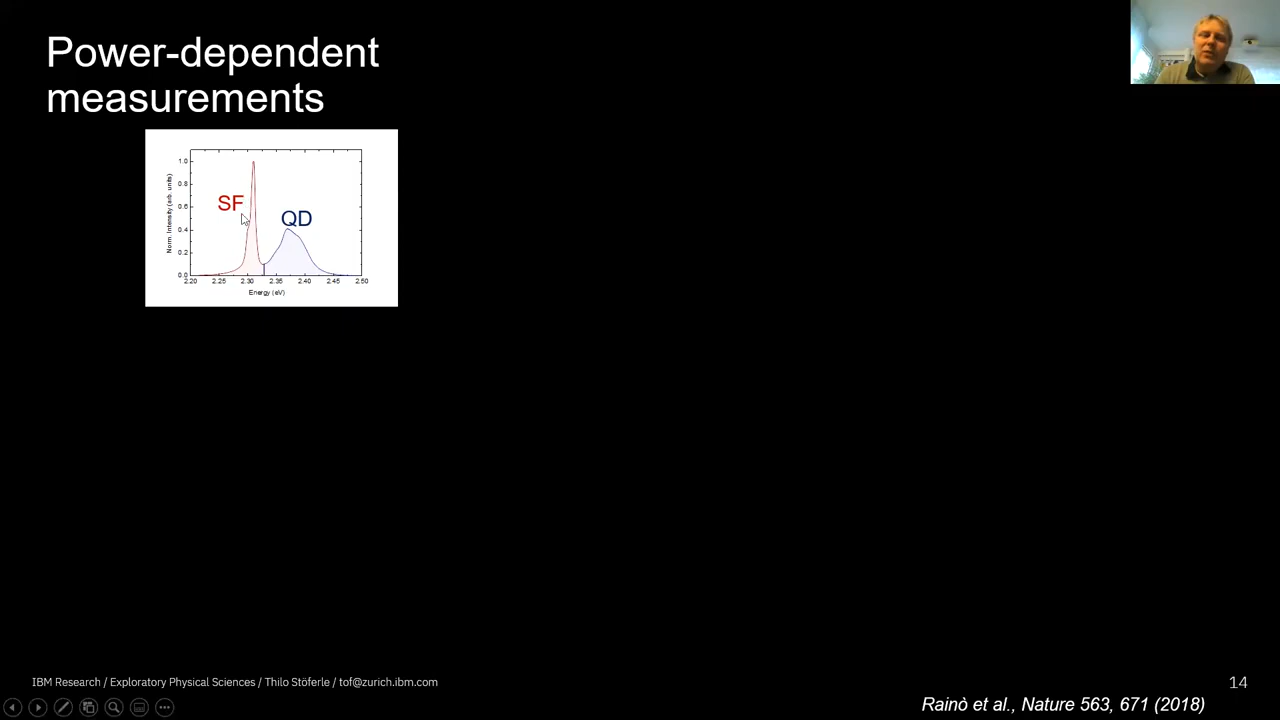 Power-dependent
measurements
SF
QD
1.0
0.8
0.6
0.4
0.2
0.0
Norm. Intensity (arb. units)
2.20 2.25 2.30 2.35 2.40 2.45 2.50
Energy (eV)
IBM Research / Exploratory Physical Sciences / Thilo Stöferle / tof@zurich.ibm.com
14
Rainò et al., Nature 563, 671 (2018)